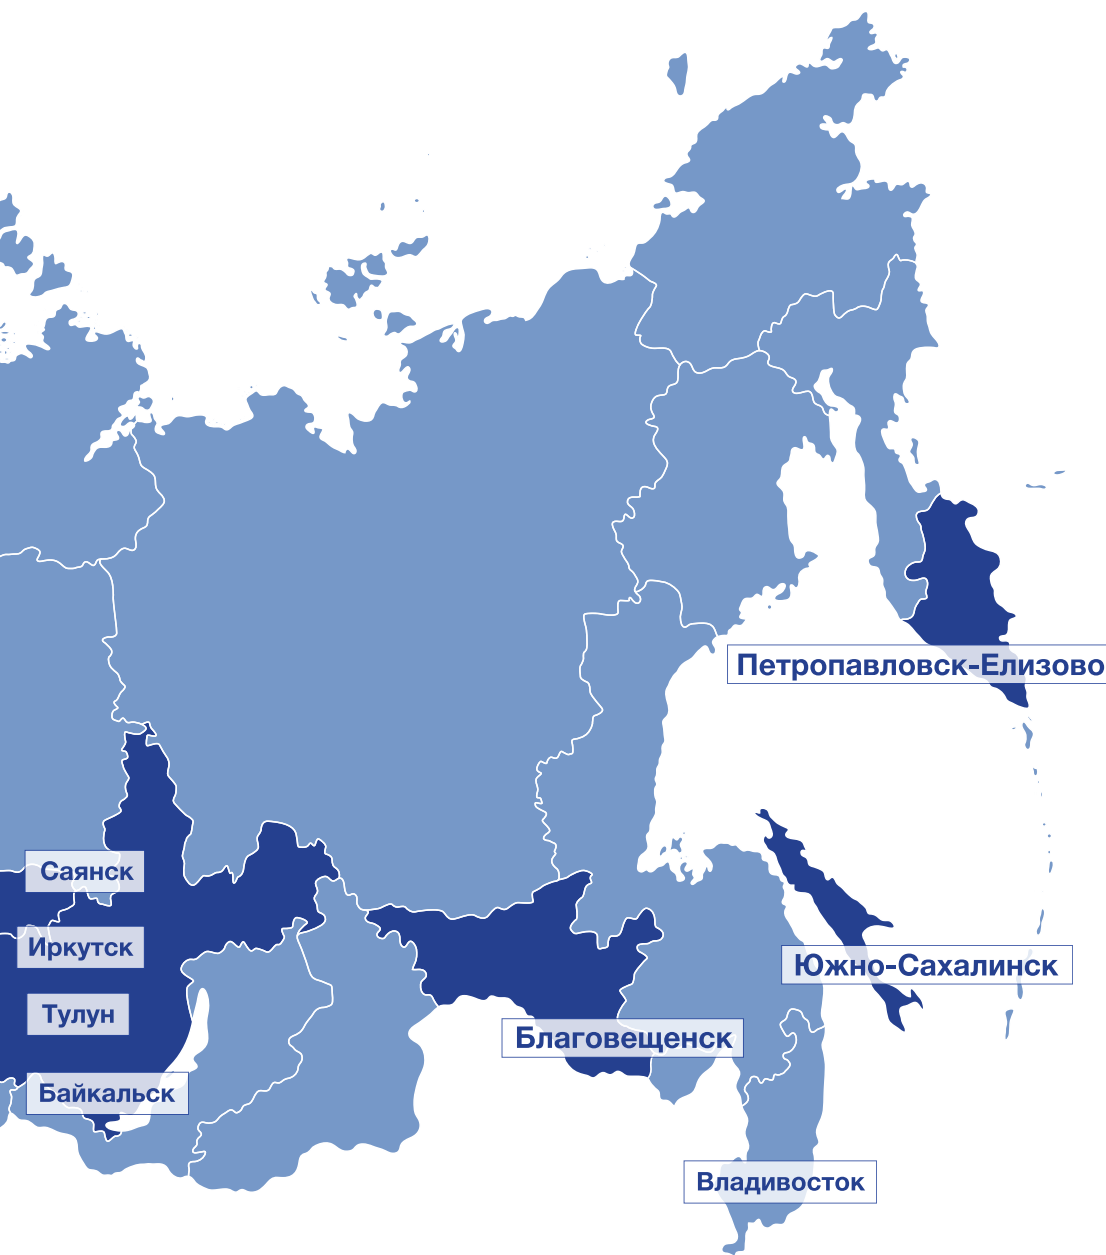 Петропавловск-Елизово
Саянск
Иркутск
Южно-Сахалинск
Тулун
Благовещенск
Байкальск
Владивосток